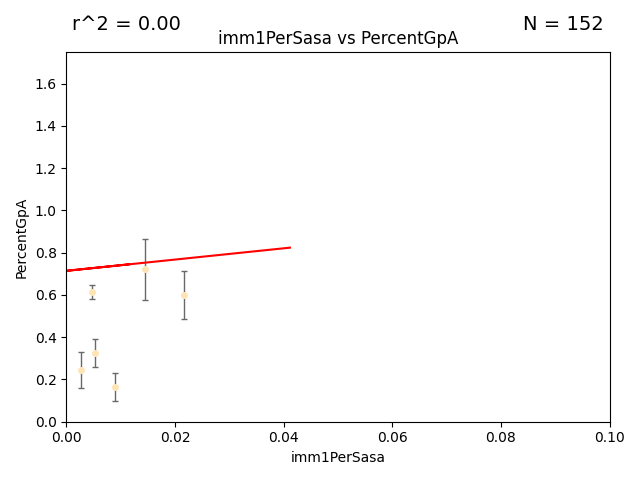 r^2 = 0.00
N = 152
imm1PerSasa vs PercentGpA
PercentGpA
1.6
1.4
1.2
1.0
0.8
0.6
0.4
0.2
0.0
0.00 0.02 0.04 0.06 0.08 0.10
imm1PerSasa